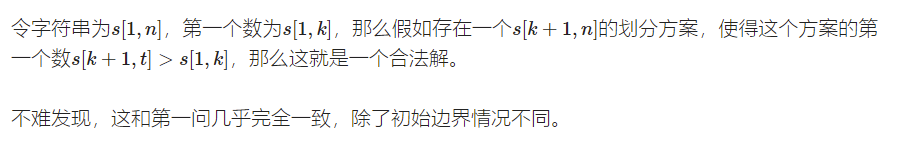 令字符串为s[1, n]，第一个数为s[1, k]，那么假如存在一个s[k + 1, n]的划分方案，使得这个方案的第
一个数s[k + 1, t] > s[1, k]，那么这就是一个合法解。
不难发现，这和第一问几乎完全一致，除了初始边界情况不同。